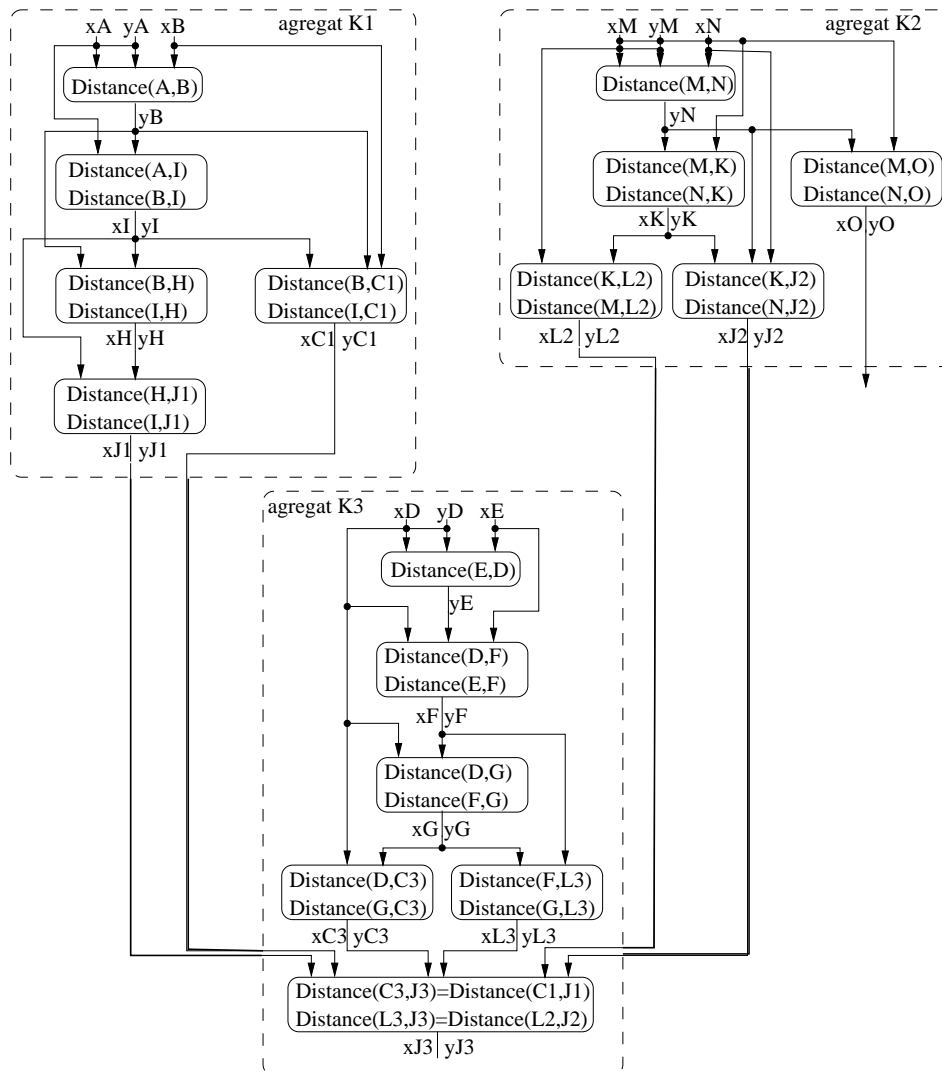 agregat K1
xA yA xB
Distance(A,B)
yB
Distance(A,I)
Distance(B,I)
xI yI
Distance(B,H)
Distance(I,H)
xH yH
Distance(B,C1)
Distance(I,C1)
xC1 yC1
Distance(H,J1)
Distance(I,J1)
xJ1 yJ1
agregat K2
xM yM xN
Distance(M,N)
yN
Distance(M,K)
Distance(N,K)
xK yK
Distance(M,O)
Distance(N,O)
xO yO
Distance(K,L2)
Distance(M,L2)
xL2 yL2
Distance(K,J2)
Distance(N,J2)
xJ2 yJ2
agregat K3
xD yD xE
Distance(E,D)
yE
Distance(D,F)
Distance(E,F)
xF yF
Distance(D,G)
Distance(F,G)
xG yG
Distance(D,C3)
Distance(G,C3)
xC3 yC3
Distance(F,L3)
Distance(G,L3)
xL3 yL3
Distance(C3,J3)=Distance(C1,J1)
Distance(L3,J3)=Distance(L2,J2)
xJ3 yJ3